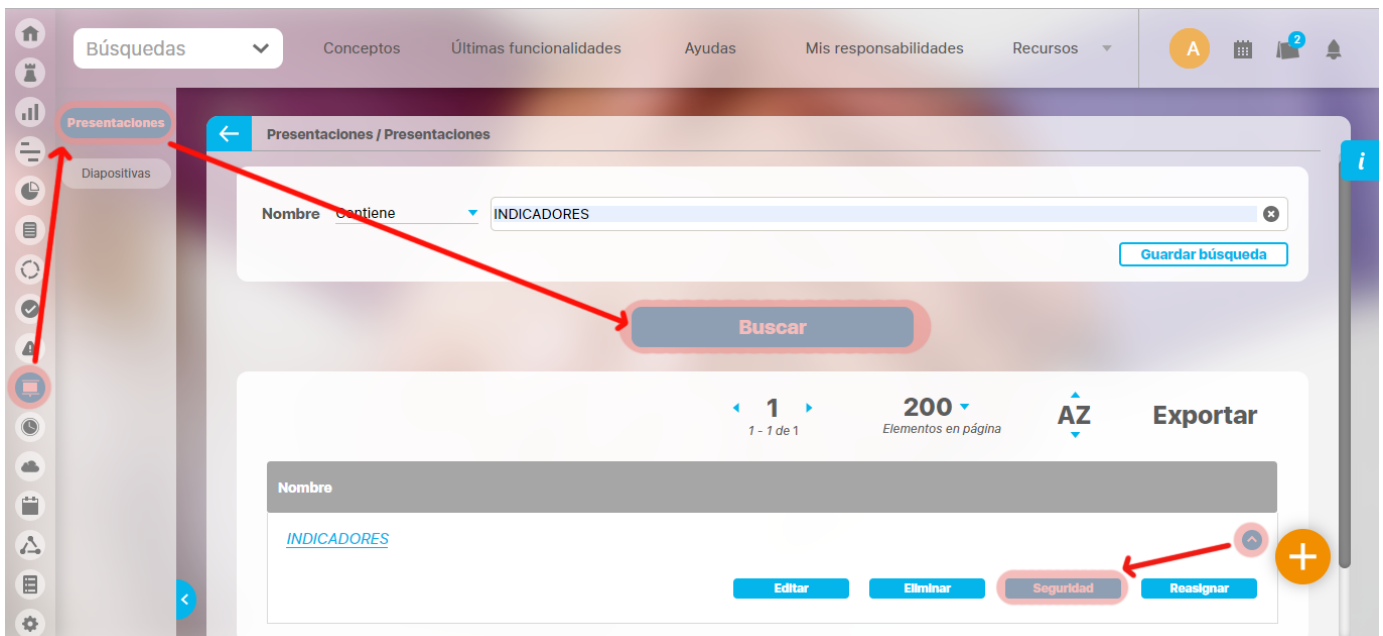 Búsquedas
Conceptos
Últimas funcionalidades
Ayudas
Mis responsabilidades
Recursos
A
2
Presentaciones
Diapositivas
Presentaciones / Presentaciones
i
Nombre Contiene INDICADORES
Guardar búsqueda
Buscar
1
1 - 1 de 1
200
Elementos en página
AZ
Exportar
Nombre
INDICADORES
Editar
Eliminar
Seguridad
Reasignar